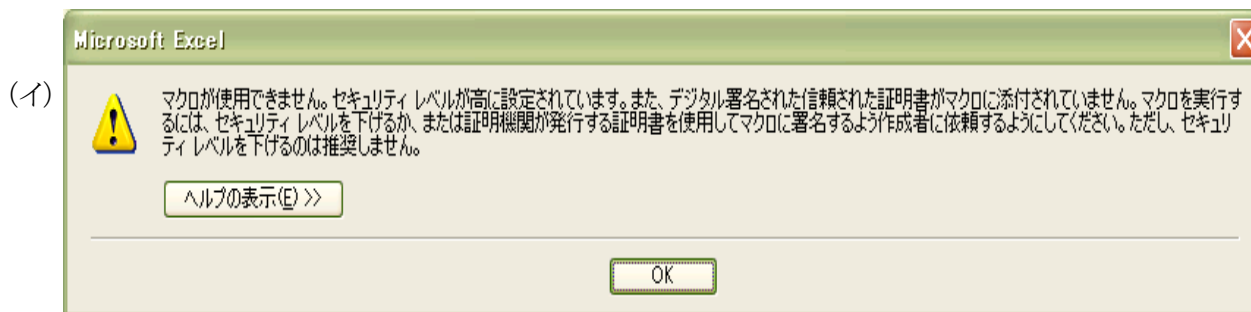 Microsoft Excel
(イ)
マクロが使用できません。セキュリティ レベルが高に設定されています。また、デジタル署名された信頼された証明書がマクロに添付されていません。マクロを実行す
るには、セキュリティ レベルを下げるか、または証明機関が発行する証明書を使用してマクロに署名するよう作成者に依頼するようにしてください。ただし、セキュリ
ティ レベルを下げるのは推奨しません。
ヘルプの表示(E) >>
OK